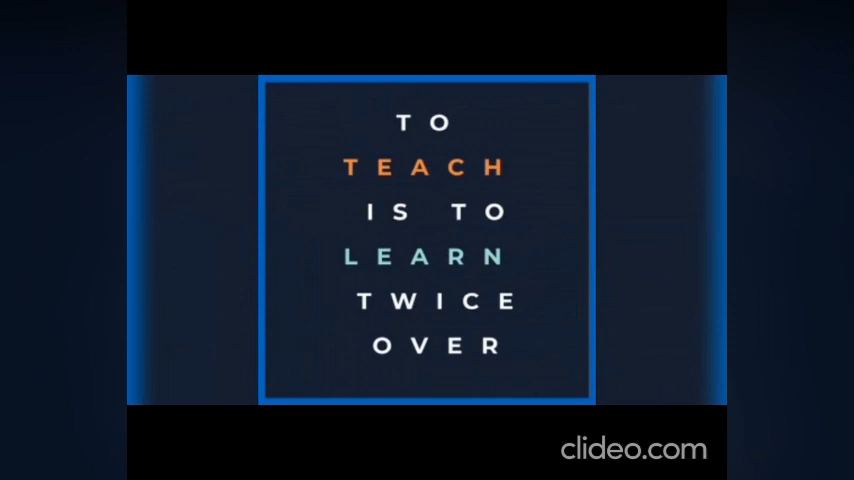 TO
TEACH
IS TO
LEARN
TWICE
OVER
clideo.com